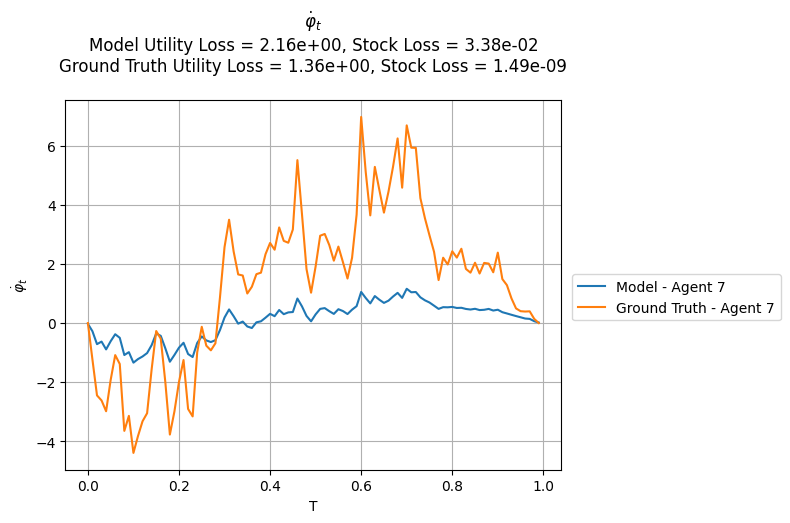 φ̇ₜ
Model Utility Loss = 2.16e+00, Stock Loss = 3.38e-02
Ground Truth Utility Loss = 1.36e+00, Stock Loss = 1.49e-09
φ̇ₜ
6
4
2
0
−2
−4
0.0 0.2 0.4 0.6 0.8 1.0
T
Model - Agent 7
Ground Truth - Agent 7